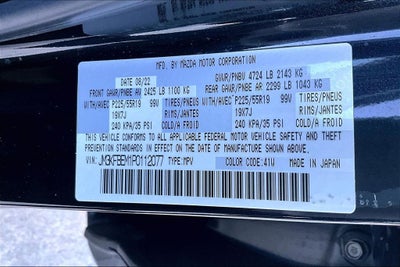 MFD. BY MAZDA MOTOR CORPORATION
DATE 08/22 GVWR/PNBV 4724 LB 2143 KG
FRONT GAWR/PNBE AV 2425 LB 1100 KG REAR GAWR/PNBE AR 2299 LB 1043 KG
WITH/AVEC P225/55R19 99V TIRES/PNEUS WITH/AVEC P225/55R19 99V TIRES/PNEUS
19X7J RIMS/JANTES 19X7J RIMS/JANTES
240 KPA/35 PSI COLD/A FROID 240 KPA/35 PSI COLD/A FROID
THIS VEHICLE CONFORMS TO ALL APPLICABLE FEDERAL MOTOR VEHICLE SAFETY, AND THEFT
PREVENTION STANDARDS IN EFFECT ON THE DATE OF MANUFACTURE SHOWN ABOVE.
VEHICLE TYPE:MPV COLOR CODE:41U MADE IN JAPAN